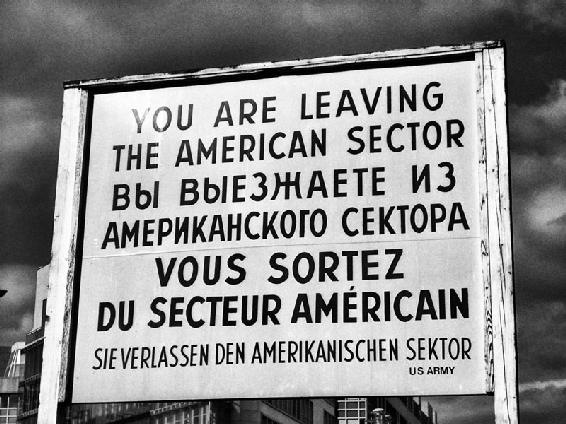 YOU ARE LEAVING
THE AMERICAN SECTOR
ВЫ ВЫЕЗЖАЕТЕ ИЗ
АМЕРИКАНСКОГО СЕКТОРА
VOUS SORTEZ
DU SECTEUR AMÉRICAIN
SIE VERLASSEN DEN AMERIKANISCHEN SEKTOR
US ARMY